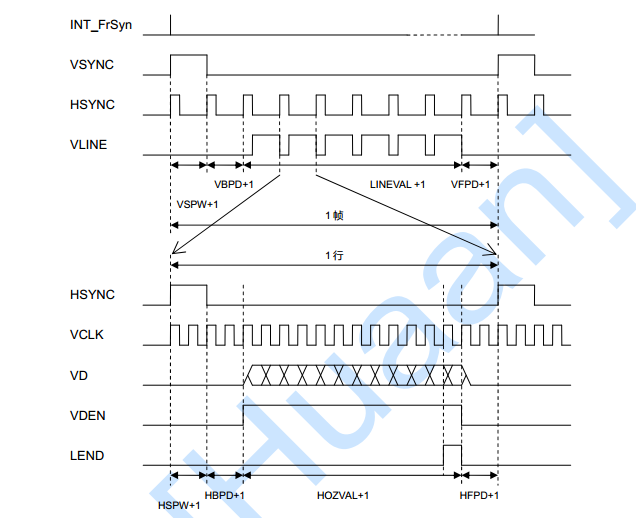 INT_FrSyn
VSYNC
HSYNC
VLINE
VBPD+1
LINEVAL +1
VFPD+1
VSPW+1
1帧
1行
HSYNC
VCLK
VD
VDEN
LEND
HSPW+1
HBPD+1
HOZVAL+1
HFPD+1
[Huaan]